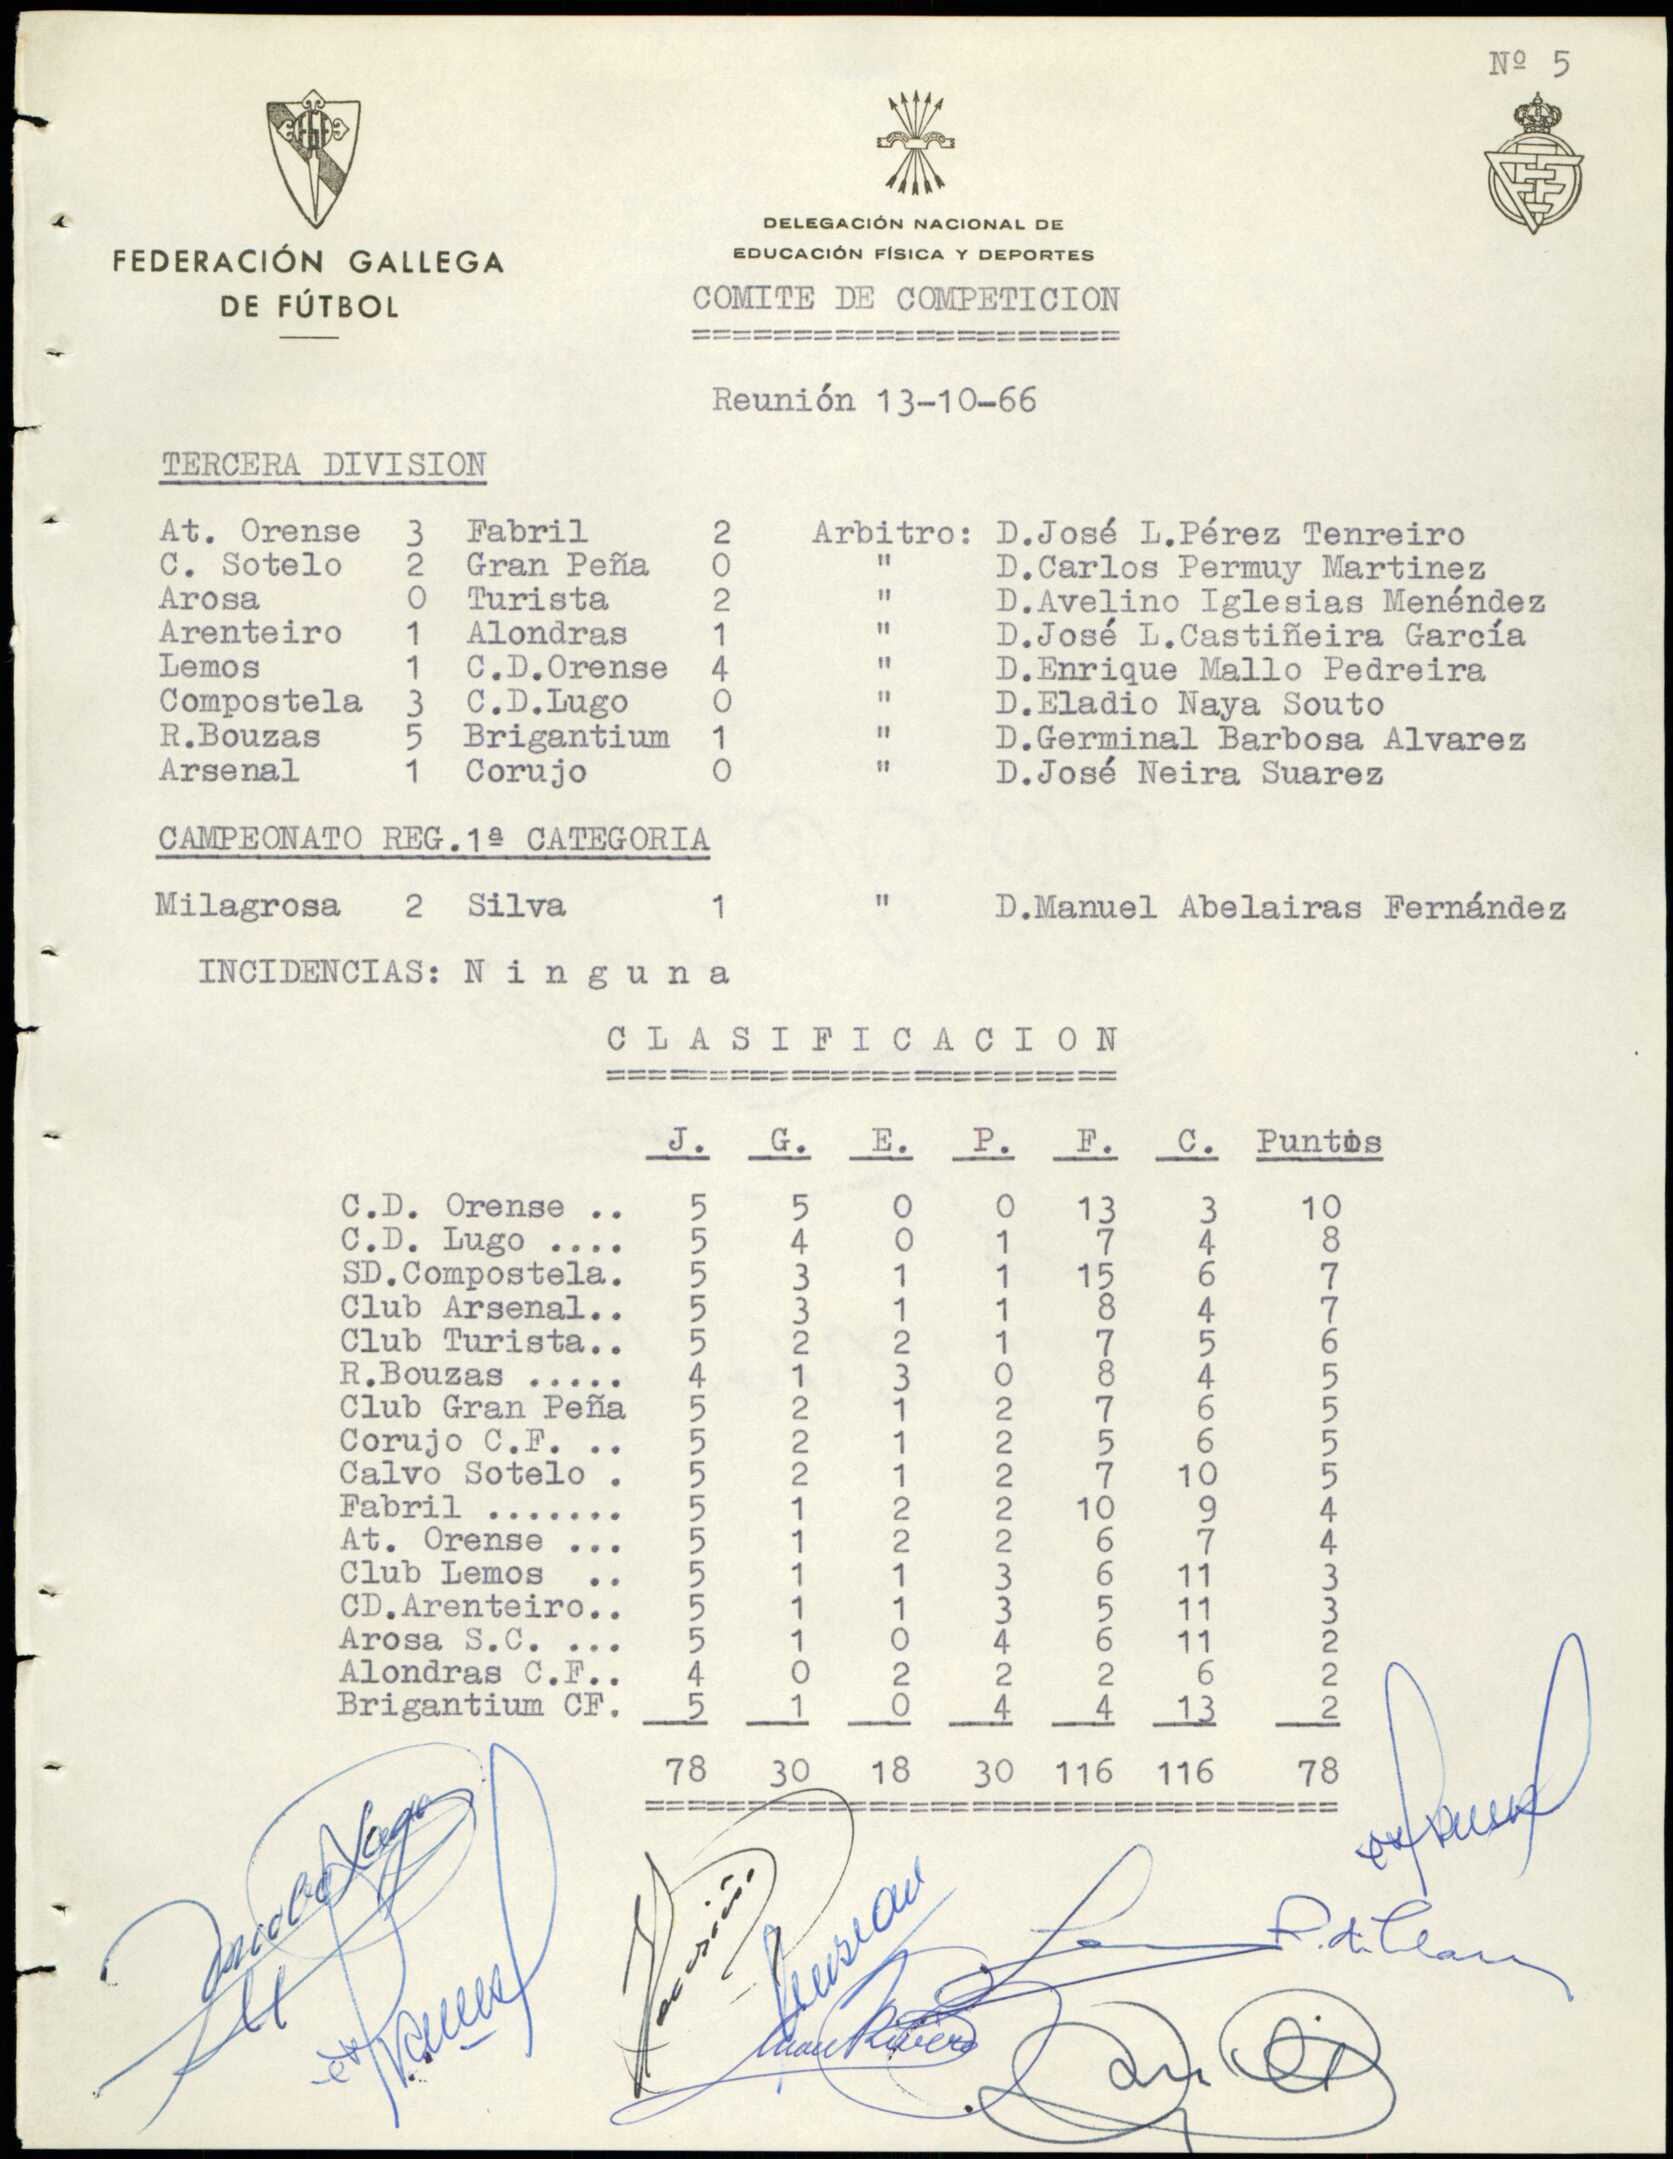 Nº 5
FEDERACIÓN GALLEGA
DE FÚTBOL
DELEGACIÓN NACIONAL DE
EDUCACIÓN FÍSICA Y DEPORTES
COMITE DE COMPETICION
=====================
Reunión 13-10-66
TERCERA DIVISION
At. Orense 3 Fabril 2 Arbitro: D.José L.Pérez Tenreiro
C. Sotelo 2 Gran Peña 0 " D.Carlos Permuy Martinez
Arosa 0 Turista 2 " D.Avelino Iglesias Menéndez
Arenteiro 1 Alondras 1 " D.José L.Castiñeira García
Lemos 1 C.D.Orense 4 " D.Enrique Mallo Pedreira
Compostela 3 C.D.Lugo 0 " D.Eladio Naya Souto
R.Bouzas 5 Brigantium 1 " D.Germinal Barbosa Alvarez
Arsenal 1 Corujo 0 " D.José Neira Suarez
CAMPEONATO REG.1ª CATEGORIA
Milagrosa 2 Silva 1 " D.Manuel Abelairas Fernández
INCIDENCIAS: N i n g u n a
C L A S I F I C A C I O N
=========================
J. G. E. P. F. C. Puntos
C.D. Orense .. 5 5 0 0 13 3 10
C.D. Lugo .... 5 4 0 1 7 4 8
SD.Compostela. 5 3 1 1 15 6 7
Club Arsenal.. 5 3 1 1 8 4 7
Club Turista.. 5 2 2 1 7 5 6
R.Bouzas ..... 4 1 3 0 8 4 5
Club Gran Peña 5 2 1 2 7 6 5
Corujo C.F. .. 5 2 1 2 5 6 5
Calvo Sotelo . 5 2 1 2 7 10 5
Fabril ....... 5 1 2 2 10 9 4
At. Orense ... 5 1 2 2 6 7 4
Club Lemos .. 5 1 1 3 6 11 3
CD.Arenteiro.. 5 1 1 3 5 11 3
Arosa S.C. ... 5 1 0 4 6 11 2
Alondras C.F.. 4 0 2 2 2 6 2
Brigantium CF. 5 1 0 4 4 13 2
78 30 18 30 116 116 78
==================================